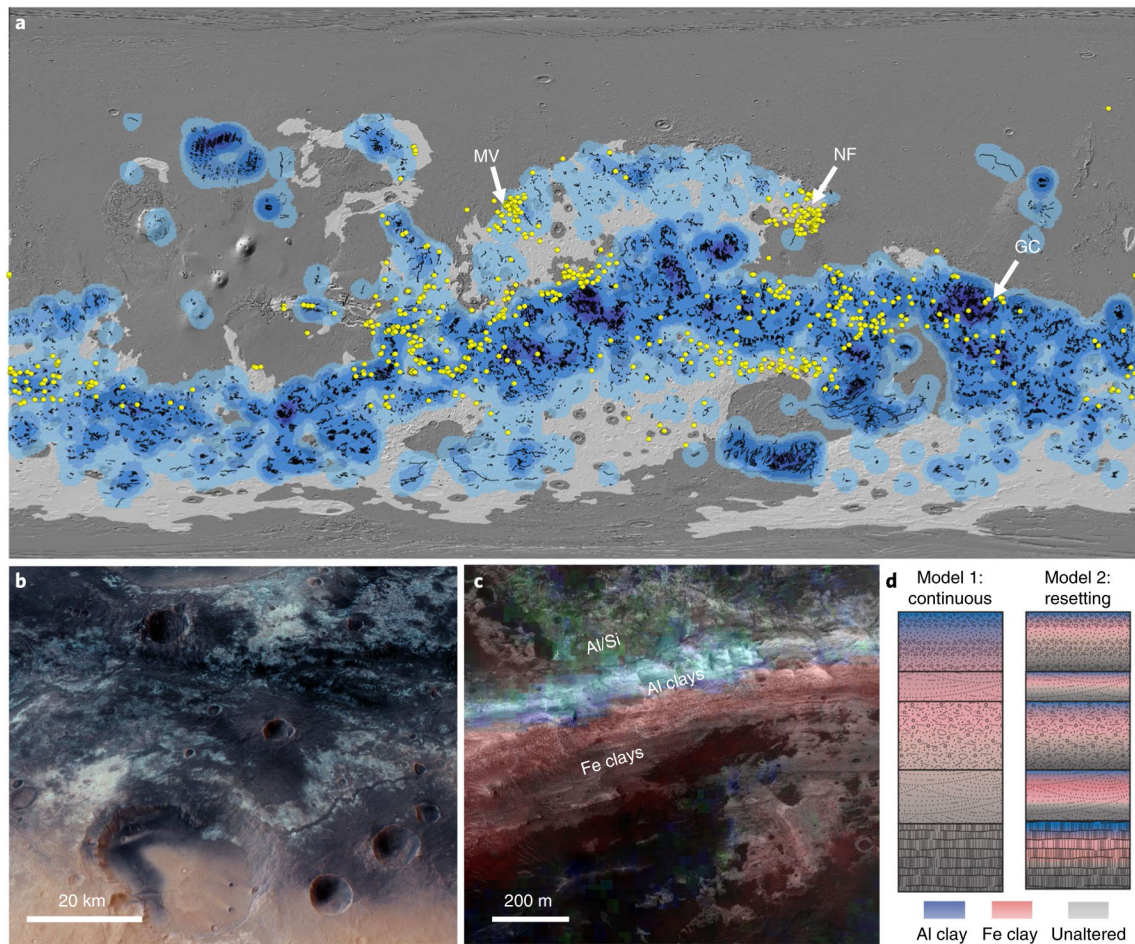 a
MV
NF
GC
b
20 km
c
Al/Si
Al clays
Fe clays
200 m
d
Model 1:
continuous
Model 2:
resetting
Al clay
Fe clay
Unaltered